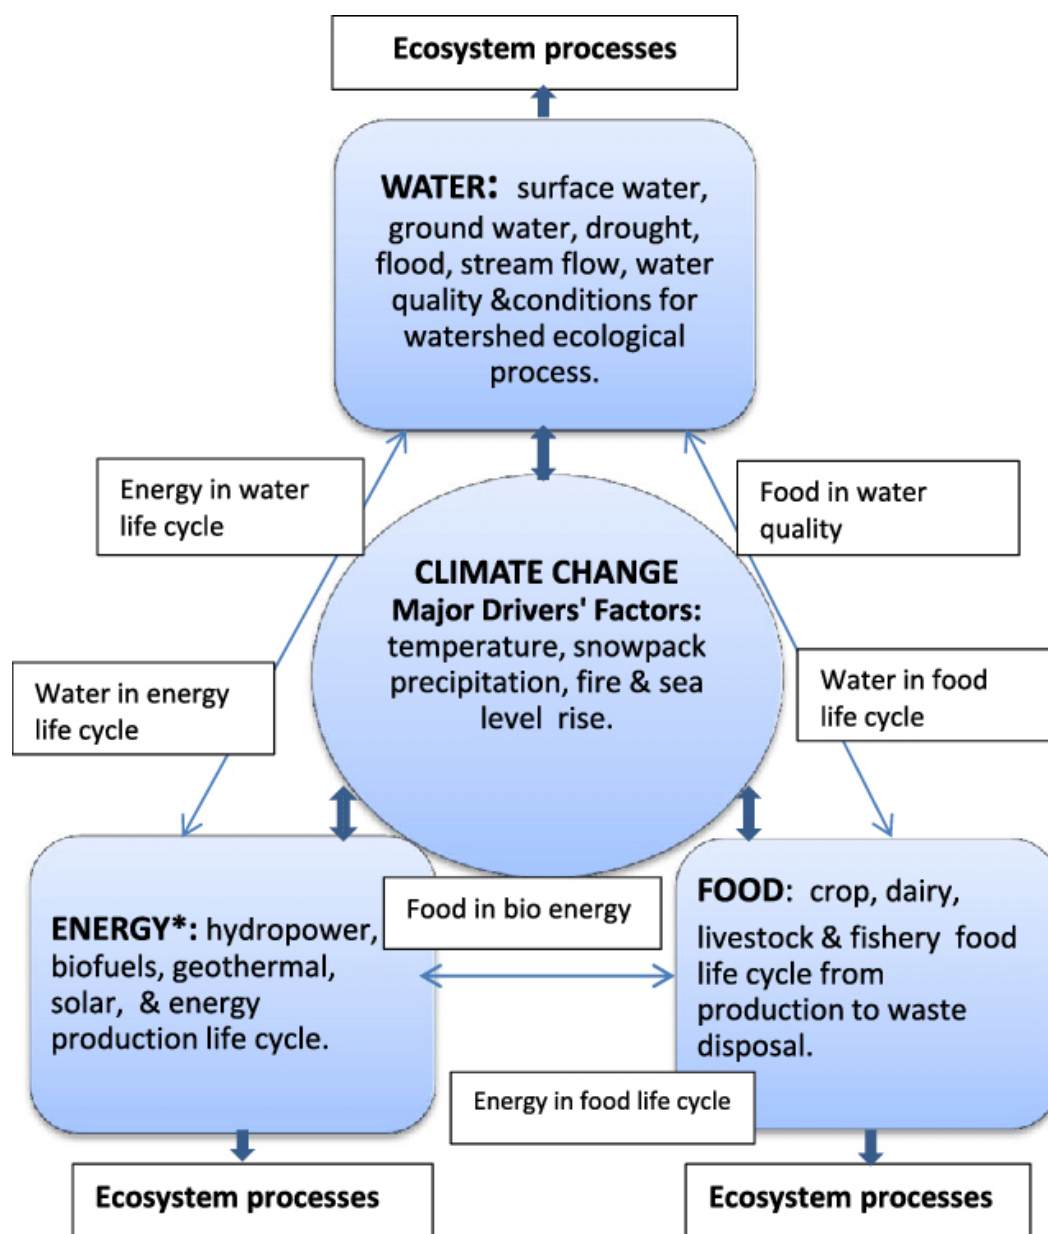 Ecosystem processes
WATER: surface water,
ground water, drought,
flood, stream flow, water
quality &conditions for
watershed ecological
process.
Energy in water
life cycle
Food in water
quality
CLIMATE CHANGE
Major Drivers' Factors:
temperature, snowpack
precipitation, fire & sea
level rise.
Water in energy
life cycle
Water in food
life cycle
Food in bio energy
ENERGY*: hydropower,
biofuels, geothermal,
solar, & energy
production life cycle.
FOOD: crop, dairy,
livestock & fishery food
life cycle from
production to waste
disposal.
Energy in food life cycle
Ecosystem processes
Ecosystem processes